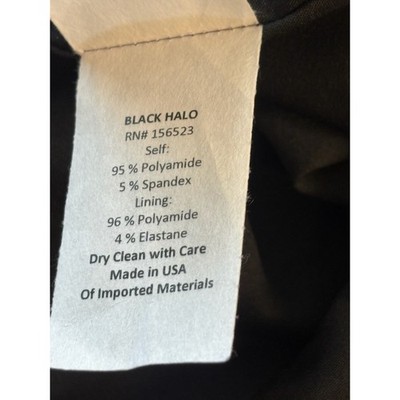 BLACK HALO
RN# 156523
Self:
95 % Polyamide
5 % Spandex
Lining:
96 % Polyamide
4 % Elastane
Dry Clean with Care
Made in USA
Of Imported Materials